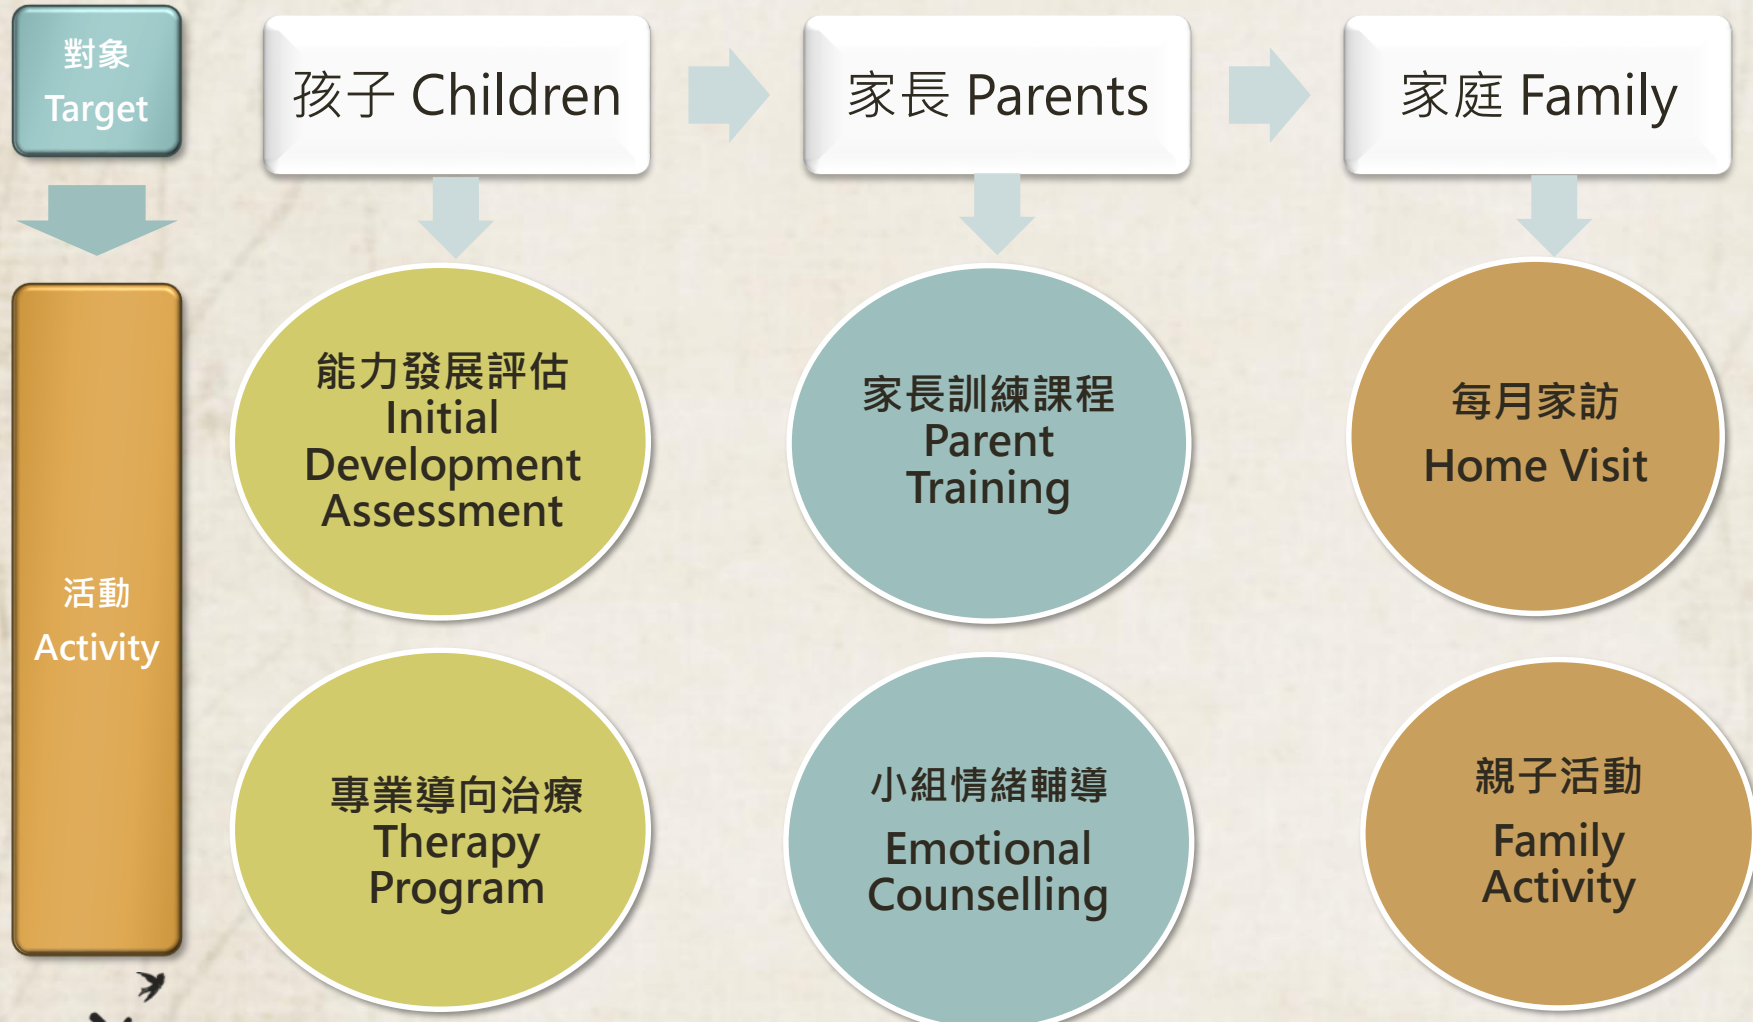 對象
Target
孩子 Children
家長 Parents
家庭 Family
活動
Activity
能力發展評估
Initial
Development
Assessment
家長訓練課程
Parent
Training
每月家訪
Home Visit
專業導向治療
Therapy
Program
小組情緒輔導
Emotional
Counselling
親子活動
Family
Activity